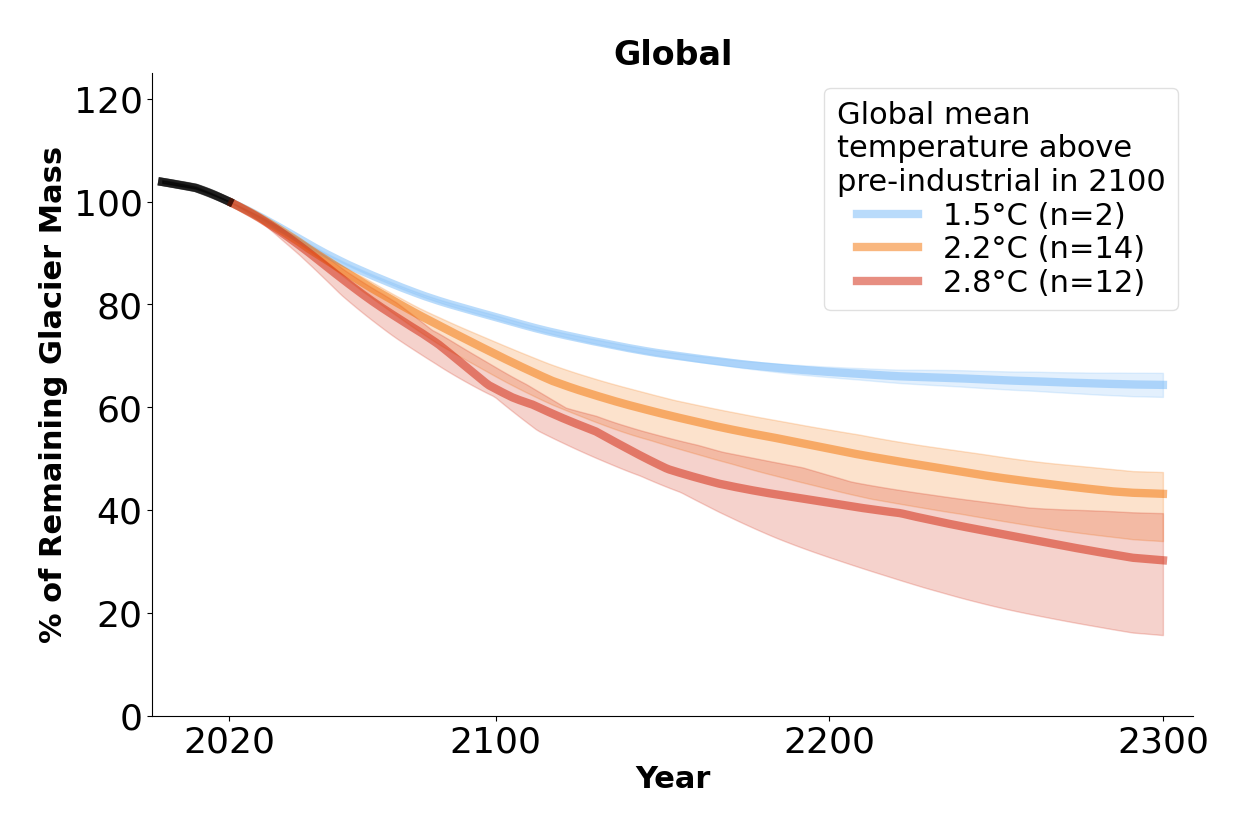 Global
% of Remaining Glacier Mass
120
100
80
60
40
20
0
Global mean
temperature above
pre-industrial in 2100
1.5°C (n=2)
2.2°C (n=14)
2.8°C (n=12)
2020
2100
2200
2300
Year